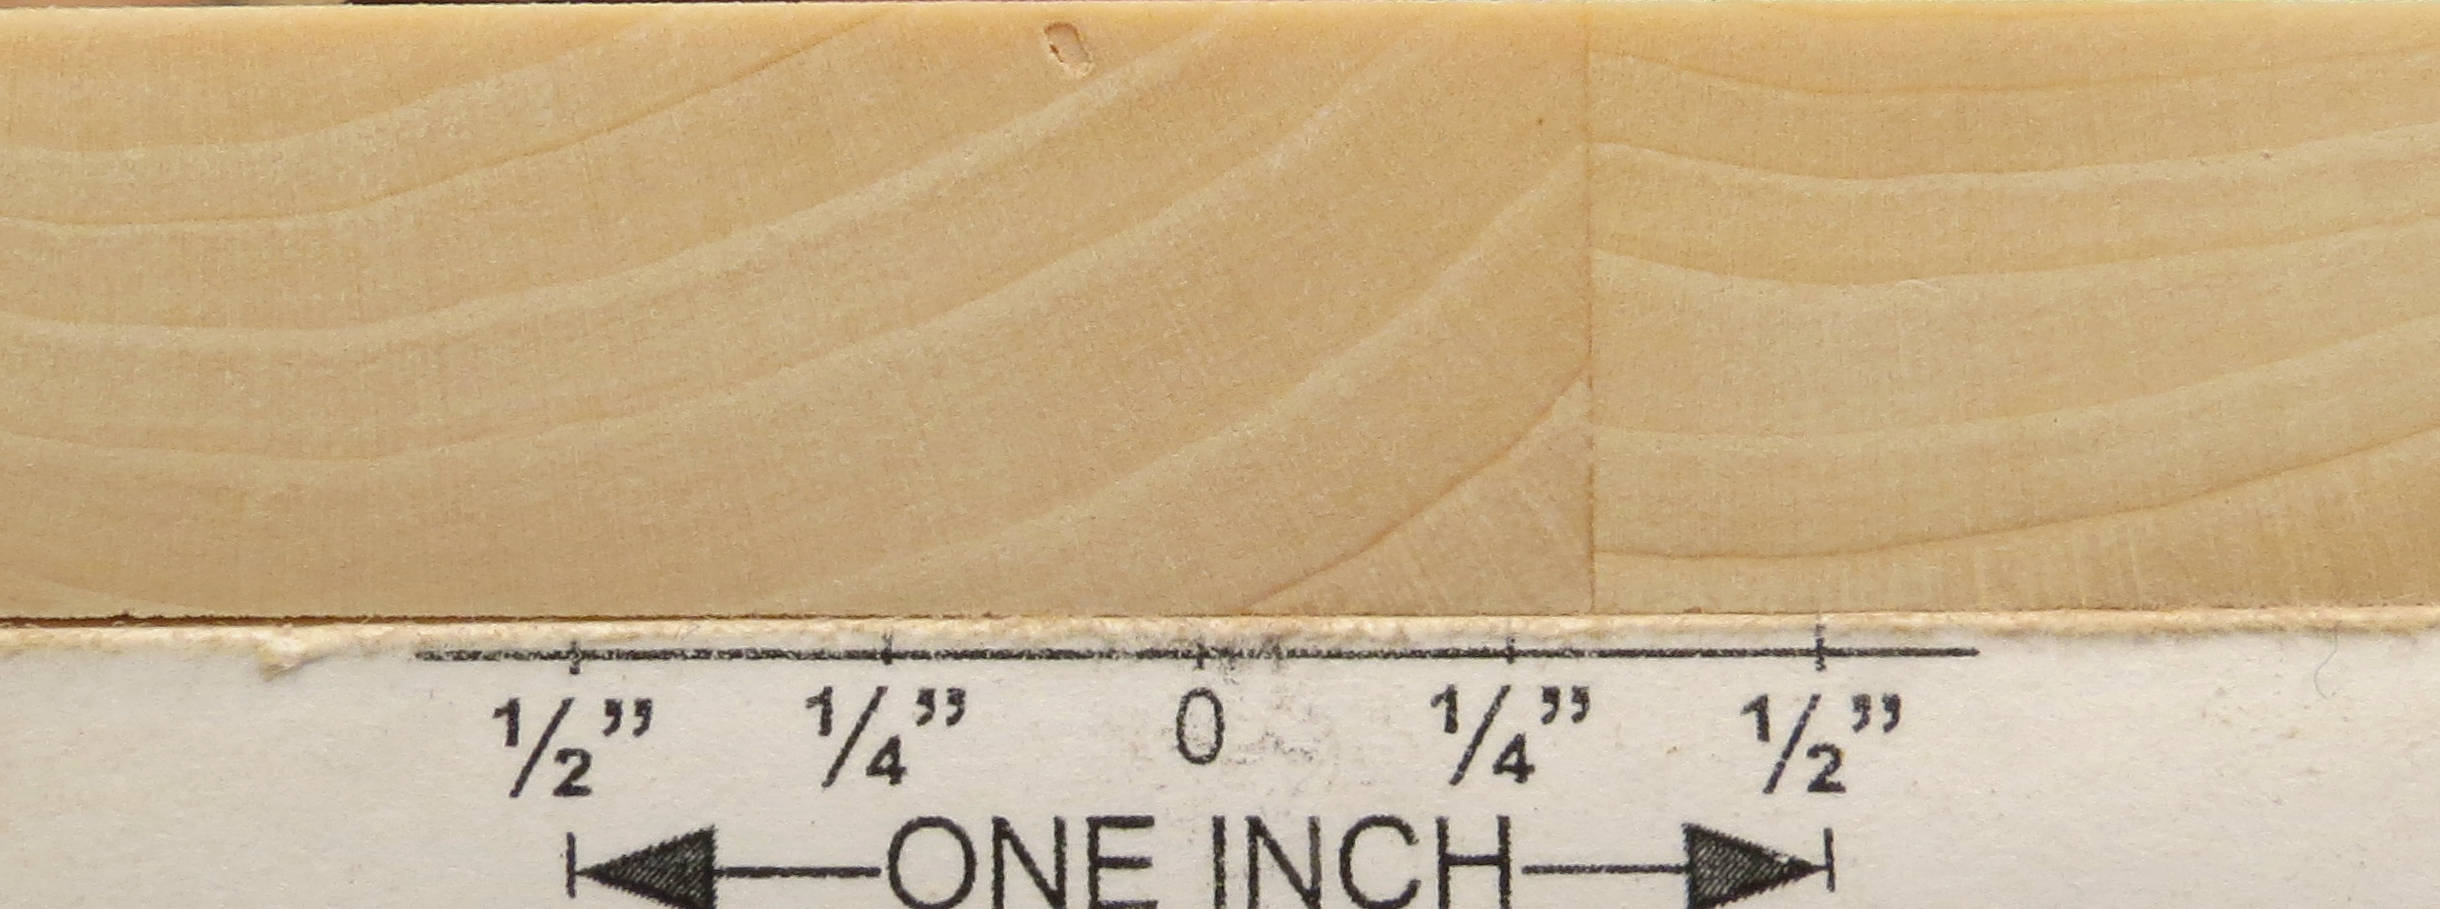 1/2” 1/4” 0 1/4” 1/2”
ONE INCH